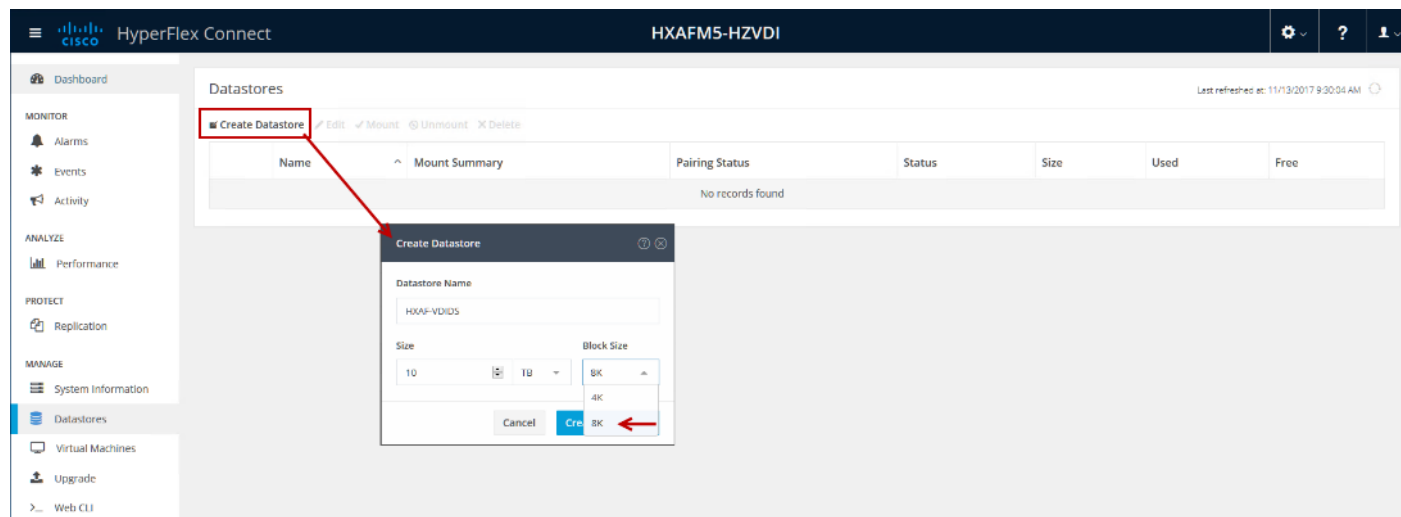 CISCO HyperFlex Connect
HXAFM5-HZVDI
?
Dashboard
MONITOR
Alarms
Events
Activity
ANALYZE
Performance
PROTECT
Replication
MANAGE
System Information
Datastores
Virtual Machines
Upgrade
>_ Web CLI
Datastores
Last refreshed at: 11/13/2017 9:30:04 AM
Create Datastore Edit Mount Unmount Delete
Name Mount Summary Pairing Status Status Size Used Free
No records found
Create Datastore
Datastore Name
HXAF-VDIDS
Size Block Size
10 TB 8K
4K
Cancel Cre 8K